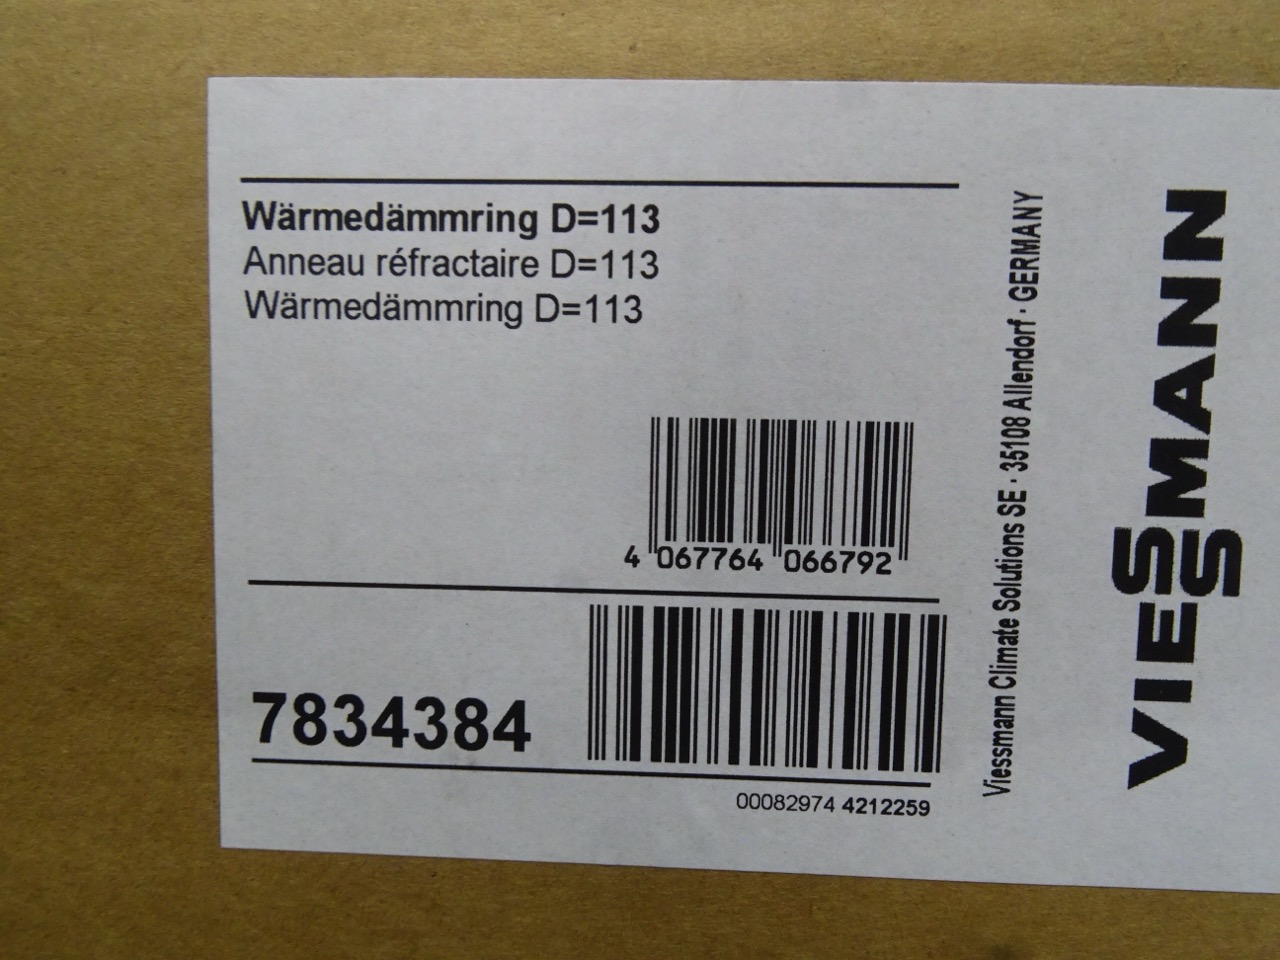 Wärmedämmring D=113
Anneau réfractaire D=113
Wärmedämmring D=113
4 067764 066792
7834384
00082974 4212259
Viessmann Climate Solutions SE · 35108 Allendorf · GERMANY
VIESSMANN